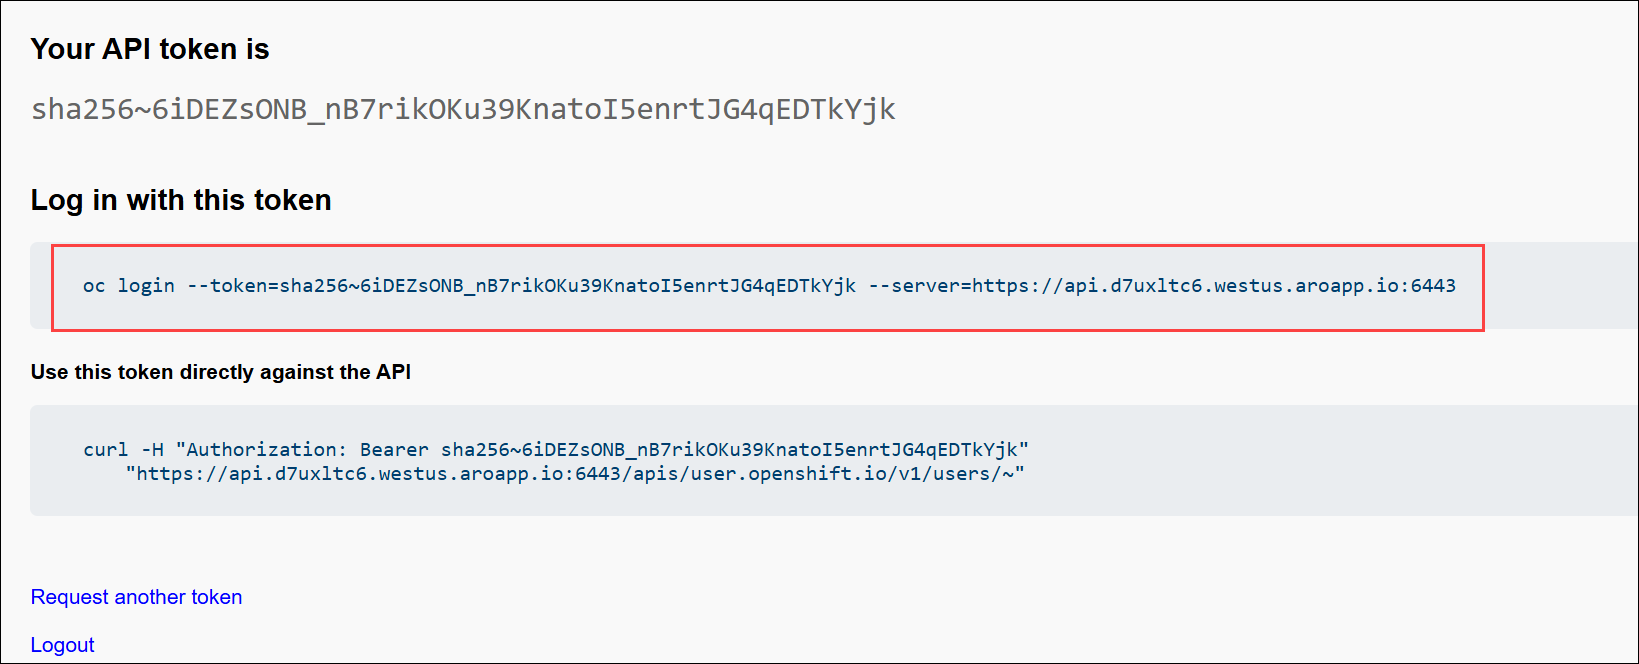 Your API token is
sha256~6iDEZsONB_nB7rikOKu39KnatoI5enrtJG4qEDTkYjk
Log in with this token
oc login --token=sha256~6iDEZsONB_nB7rikOKu39KnatoI5enrtJG4qEDTkYjk --server=https://api.d7uxltc6.westus.aroapp.io:6443
Use this token directly against the API
curl -H "Authorization: Bearer sha256~6iDEZsONB_nB7rikOKu39KnatoI5enrtJG4qEDTkYjk"
"https://api.d7uxltc6.westus.aroapp.io:6443/apis/user.openshift.io/v1/users/~"
Request another token
Logout